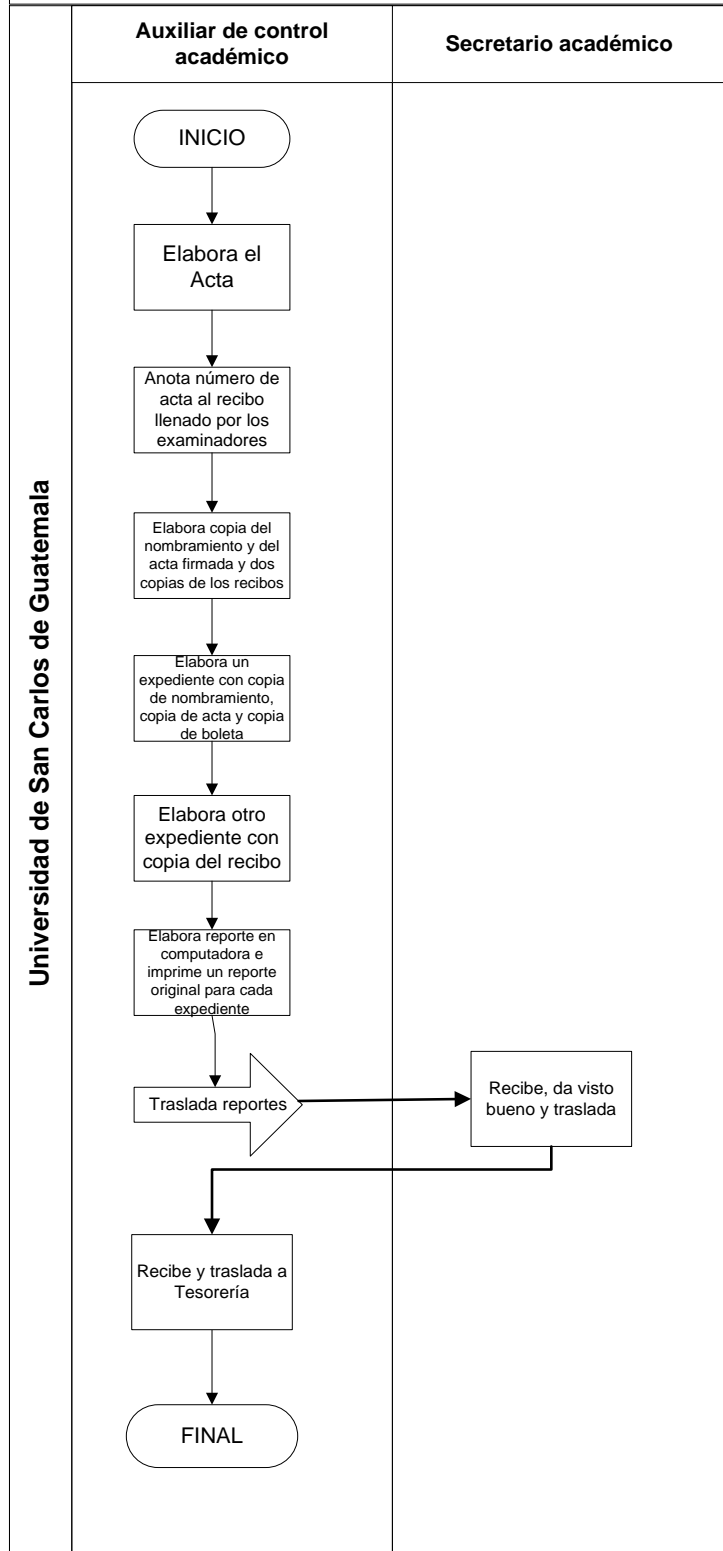 Auxiliar de control
académico
Secretario académico
Universidad de San Carlos de Guatemala
INICIO
Elabora el
Acta
Anota número de
acta al recibo
llenado por los
examinadores
Elabora copia del
nombramiento y del
acta firmada y dos
copias de los recibos
Elabora un
expediente con copia
de nombramiento,
copia de acta y copia
de boleta
Elabora otro
expediente con
copia del recibo
Elabora reporte en
computadora e
imprime un reporte
original para cada
expediente
Traslada reportes
Recibe, da visto
bueno y traslada
Recibe y traslada a
Tesorería
FINAL